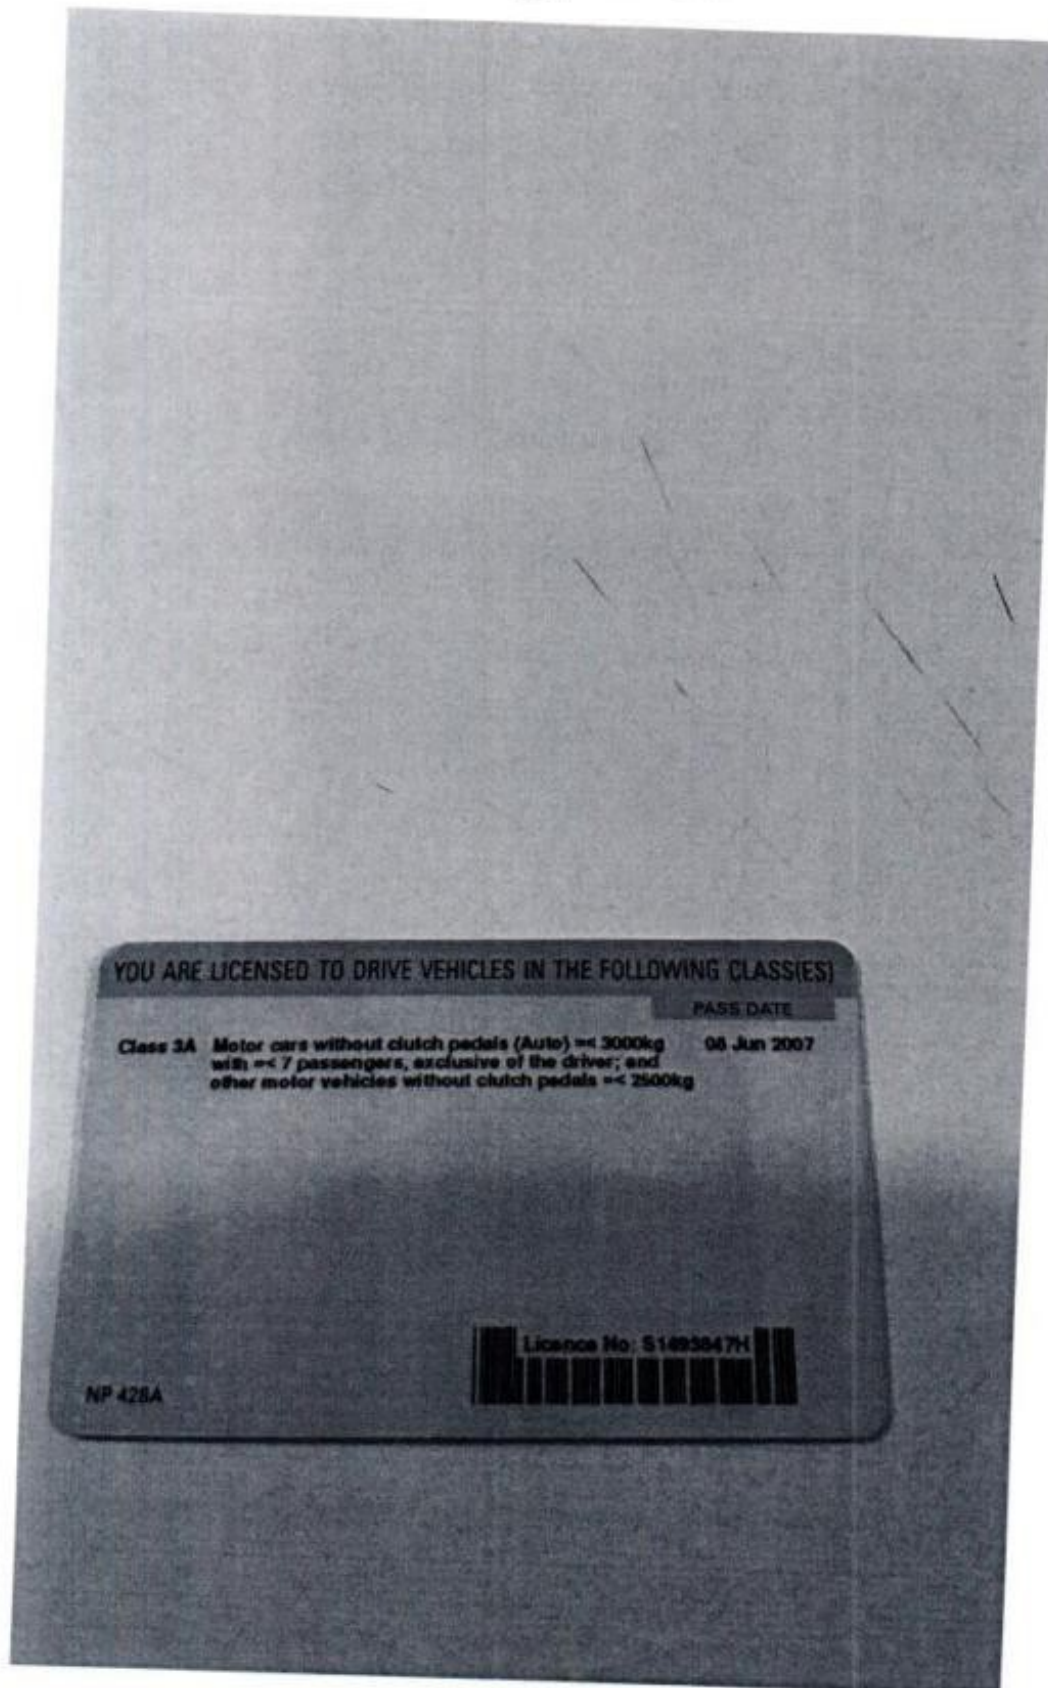 YOU ARE LICENSED TO DRIVE VEHICLES IN THE FOLLOWING CLASS(ES)
PASS DATE
Class 3A Motor cars without clutch pedals (Auto) =< 3000kg 08 Jun 2007
with =< 7 passengers, exclusive of the driver; and
other motor vehicles without clutch pedals =< 2500kg
Licence No:
NP 428A